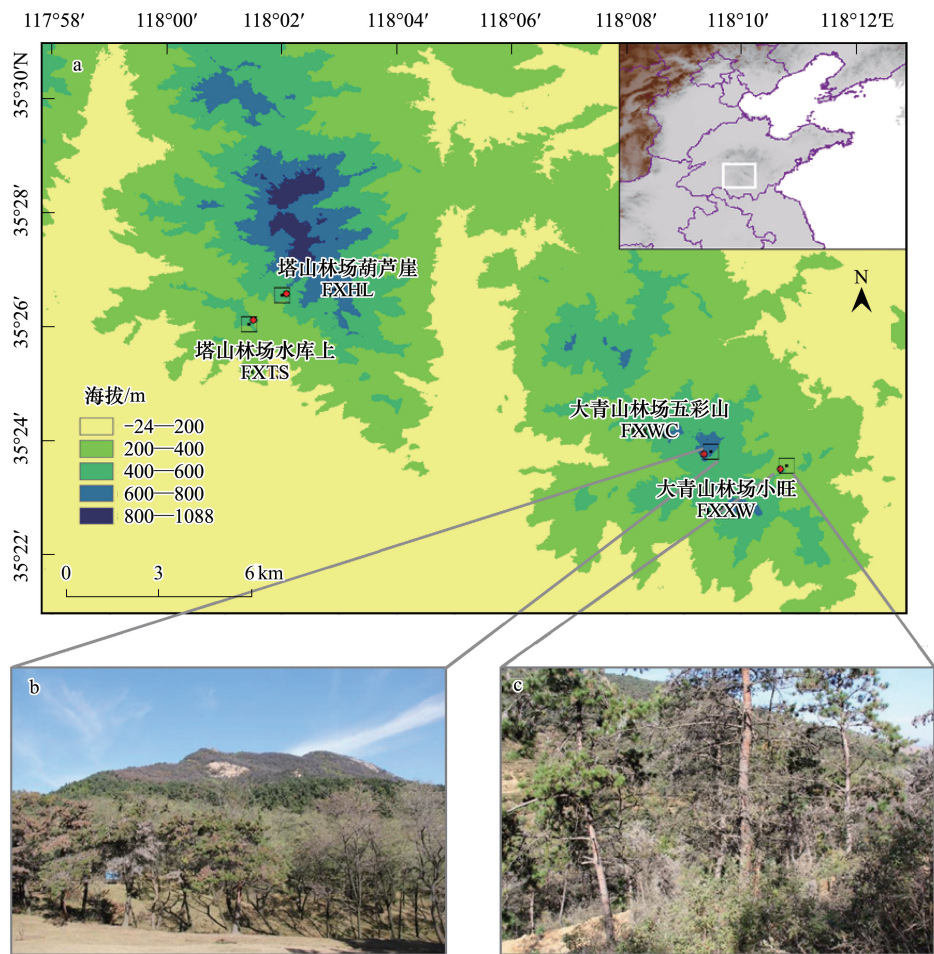 117°58′ 118°00′ 118°02′ 118°04′ 118°06′ 118°08′ 118°10′ 118°12′E
a
35°30′N
35°28′
35°26′
35°24′
35°22′
N
塔山林场葫芦崖
FXHL
塔山林场水库上
FXTS
大青山林场五彩山
FXWC
大青山林场小旺
FXXW
海拔/m
−24—200
200—400
400—600
600—800
800—1088
0 3 6 km
b
c